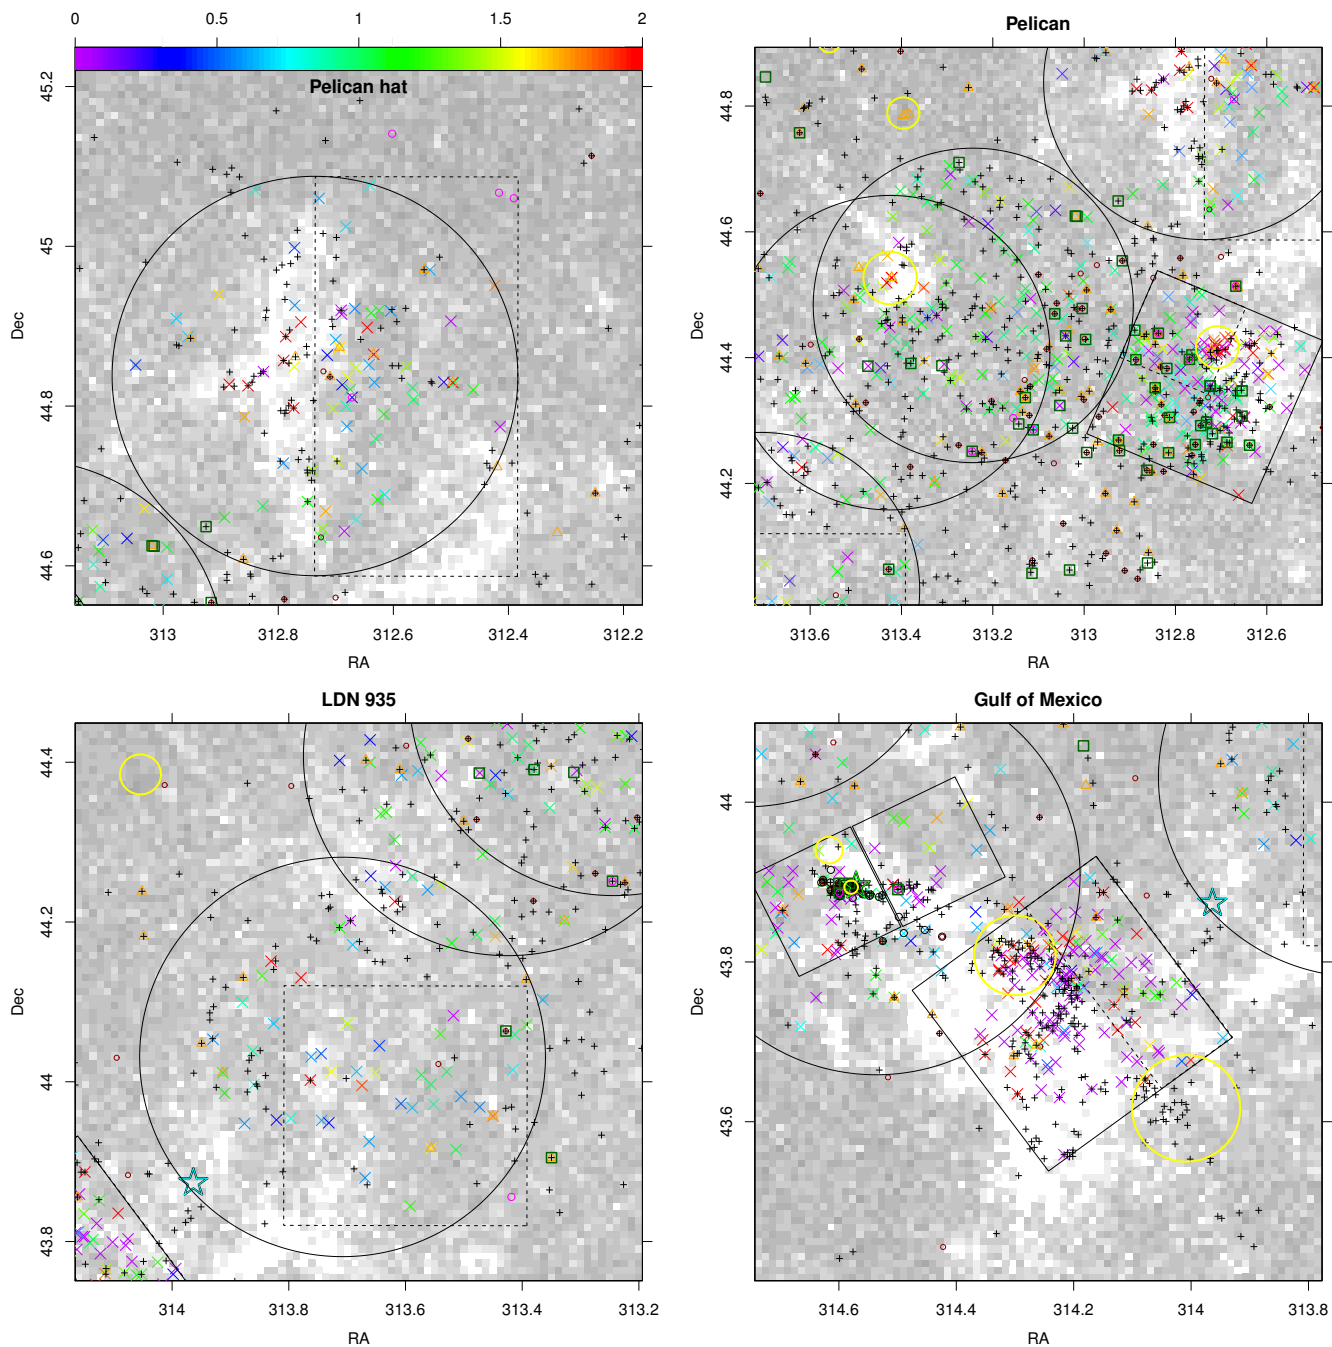 0 0.5 1 1.5 2
Pelican hat
Dec
45.2
45
44.8
44.6
313 312.8 312.6 312.4 312.2
RA
Pelican
Dec
44.8
44.6
44.4
44.2
313.6 313.4 313.2 313 312.8 312.6
RA
LDN 935
Dec
44.4
44.2
44
43.8
314 313.8 313.6 313.4 313.2
RA
Gulf of Mexico
Dec
44
43.8
43.6
314.6 314.4 314.2 314 313.8
RA